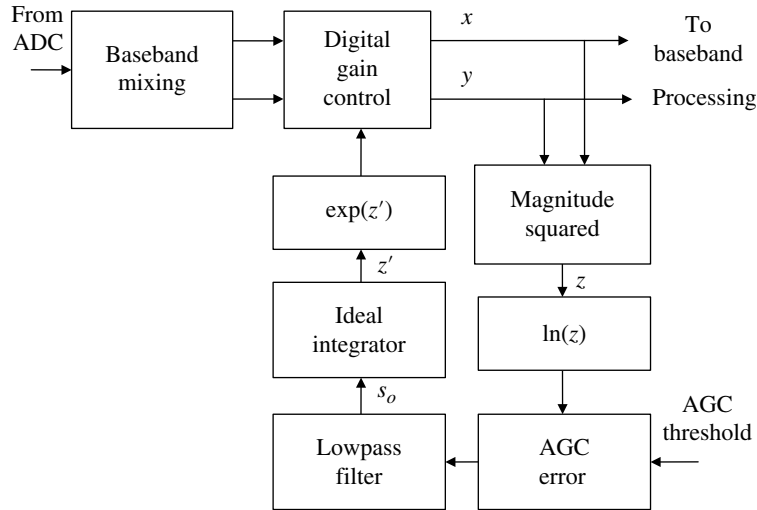 From
ADC
Baseband
mixing
Digital
gain
control
x
y
To
baseband
Processing
exp(z′)
Magnitude
squared
z′
z
Ideal
integrator
ln(z)
s_o
Lowpass
filter
AGC
error
AGC
threshold